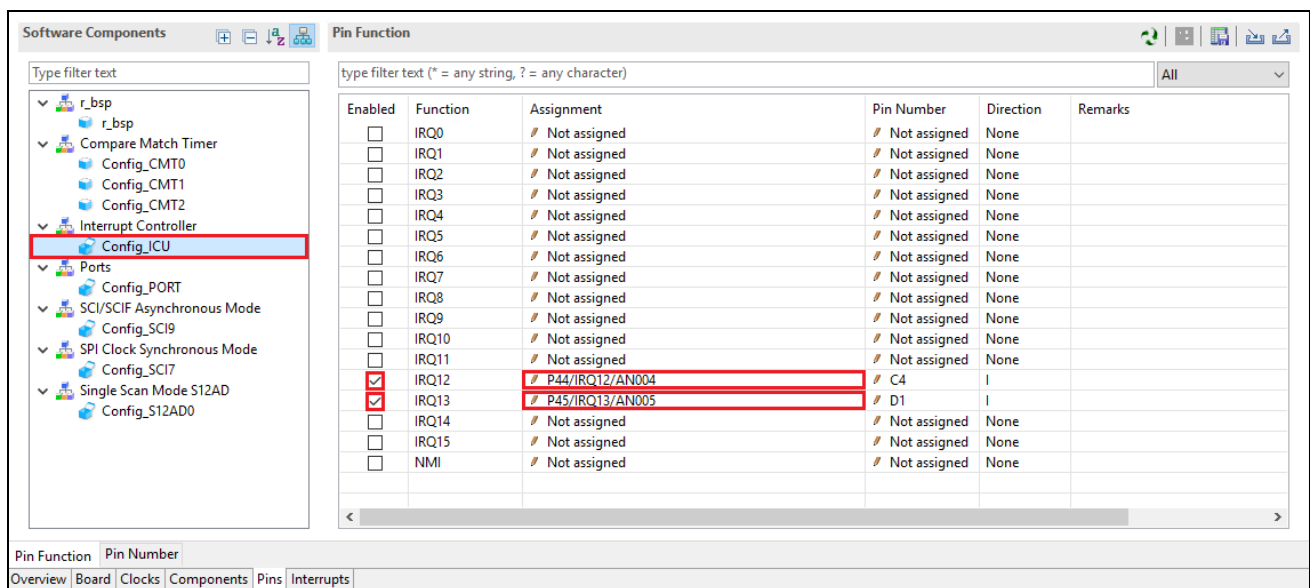 Software Components
Type filter text
r_bsp
r_bsp
Compare Match Timer
Config_CMT0
Config_CMT1
Config_CMT2
Interrupt Controller
Config_ICU
Ports
Config_PORT
SCI/SCIF Asynchronous Mode
Config_SCI9
SPI Clock Synchronous Mode
Config_SCI7
Single Scan Mode S12AD
Config_S12AD0
Pin Function
type filter text (* = any string, ? = any character) All
Enabled Function Assignment Pin Number Direction Remarks
IRQ0 Not assigned Not assigned None
IRQ1 Not assigned Not assigned None
IRQ2 Not assigned Not assigned None
IRQ3 Not assigned Not assigned None
IRQ4 Not assigned Not assigned None
IRQ5 Not assigned Not assigned None
IRQ6 Not assigned Not assigned None
IRQ7 Not assigned Not assigned None
IRQ8 Not assigned Not assigned None
IRQ9 Not assigned Not assigned None
IRQ10 Not assigned Not assigned None
IRQ11 Not assigned Not assigned None
IRQ12 P44/IRQ12/AN004 C4 I
IRQ13 P45/IRQ13/AN005 D1 I
IRQ14 Not assigned Not assigned None
IRQ15 Not assigned Not assigned None
NMI Not assigned Not assigned None
Pin Function Pin Number
Overview Board Clocks Components Pins Interrupts